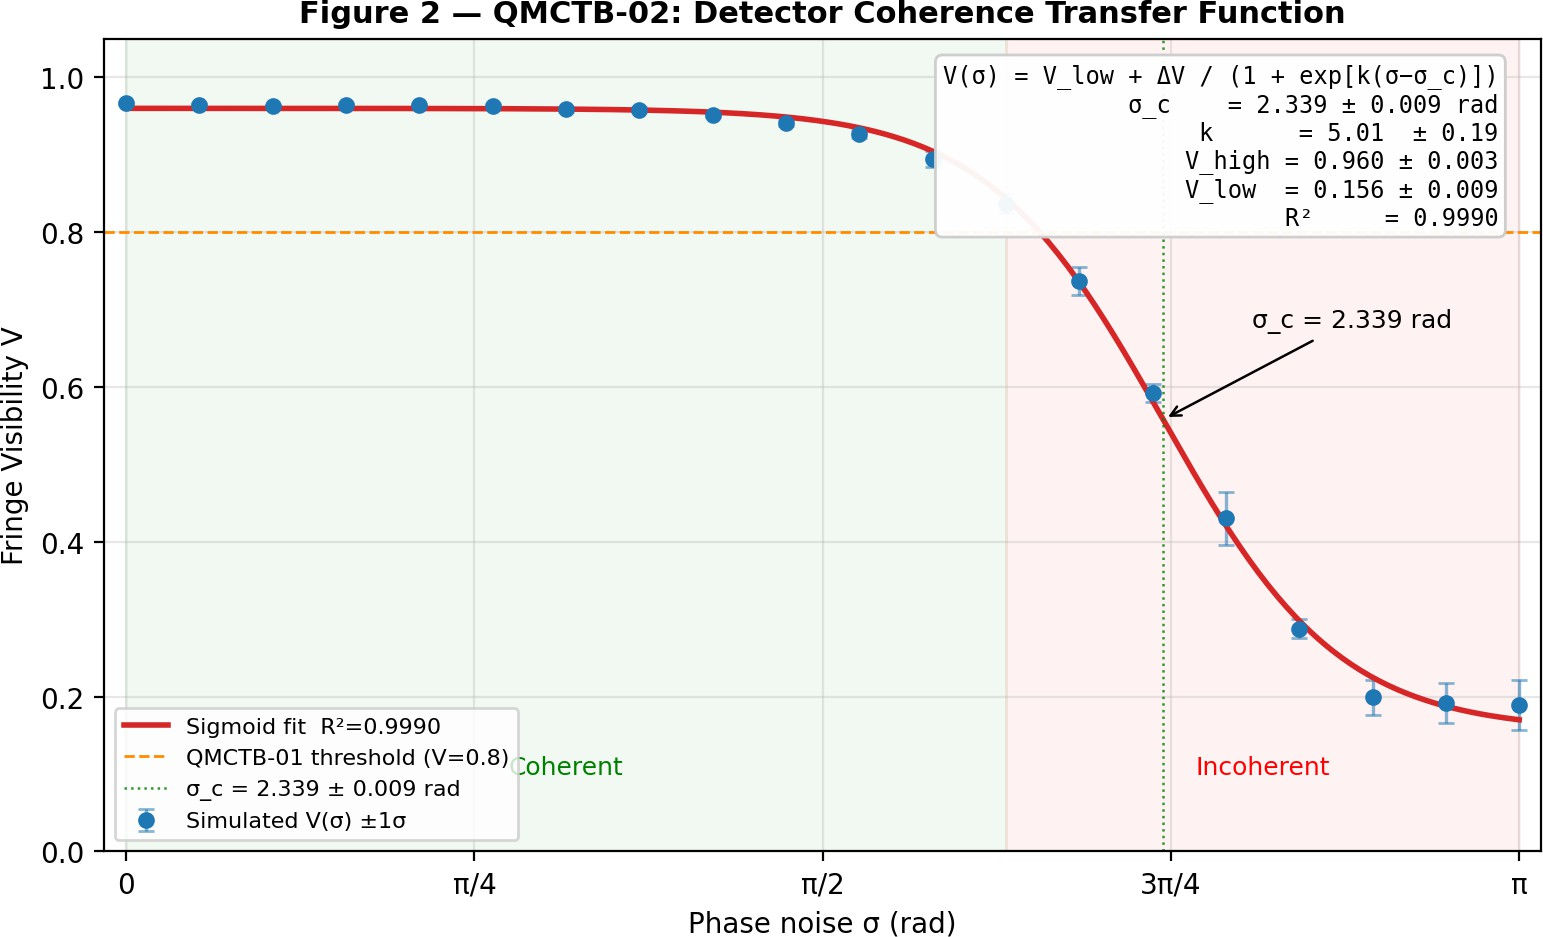 Figure 2 — QMCTB-02: Detector Coherence Transfer Function
V(σ) = V_low + ΔV / (1 + exp[k(σ−σ_c)])
σ_c    = 2.339 ± 0.009 rad
k      = 5.01  ± 0.19
V_high = 0.960 ± 0.003
V_low  = 0.156 ± 0.009
R²     = 0.9990
σ_c = 2.339 rad
Fringe Visibility V
1.0
0.8
0.6
0.4
0.2
0.0
Sigmoid fit  R²=0.9990
QMCTB-01 threshold (V=0.8)
σ_c = 2.339 ± 0.009 rad
Simulated V(σ) ±1σ
Coherent
Incoherent
0
π/4
π/2
3π/4
π
Phase noise σ (rad)